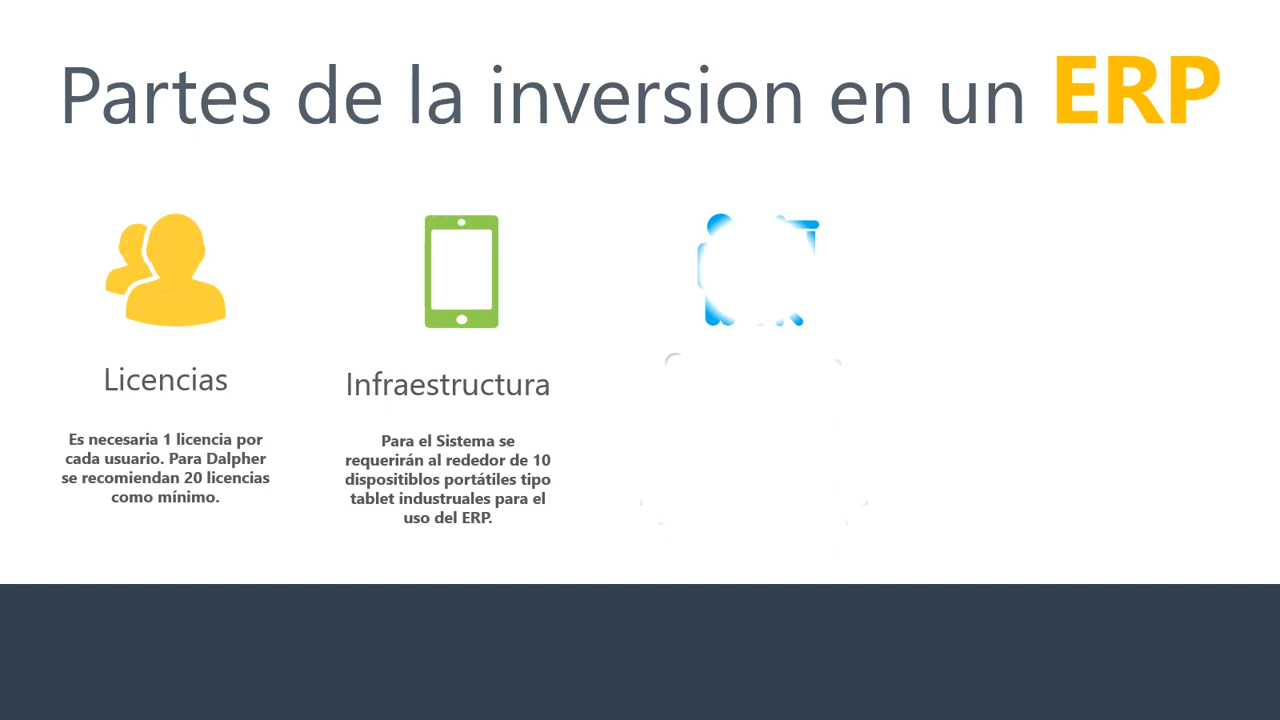 Partes de la inversion en un ERP
Licencias
Es necesaria 1 licencia por
cada usuario. Para Dalpher
se recomiendan 20 licencias
como mínimo.
Infraestructura
Para el Sistema se
requerirán al rededor de 10
dispositiblos portátiles tipo
tablet industruales para el
uso del ERP.